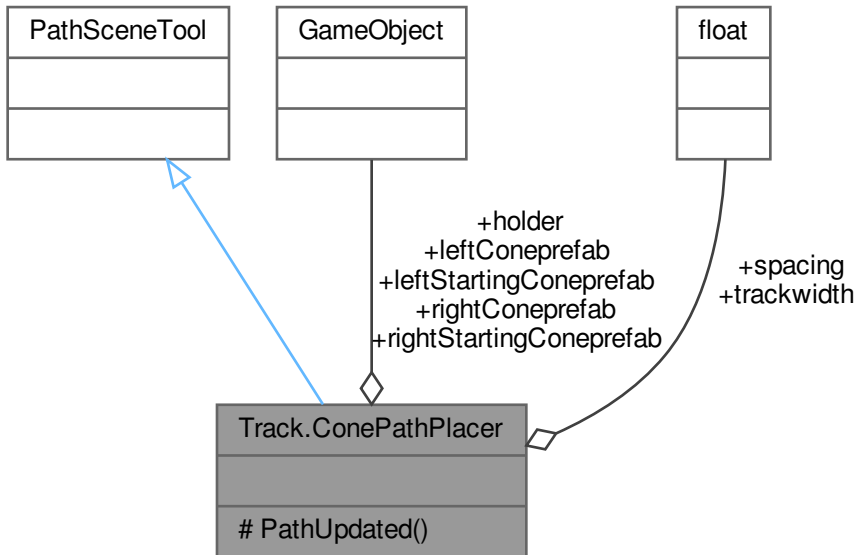 PathSceneTool
GameObject
float
+holder
+leftConeprefab
+leftStartingConeprefab
+rightConeprefab
+rightStartingConeprefab
+spacing
+trackwidth
Track.ConePathPlacer
# PathUpdated()